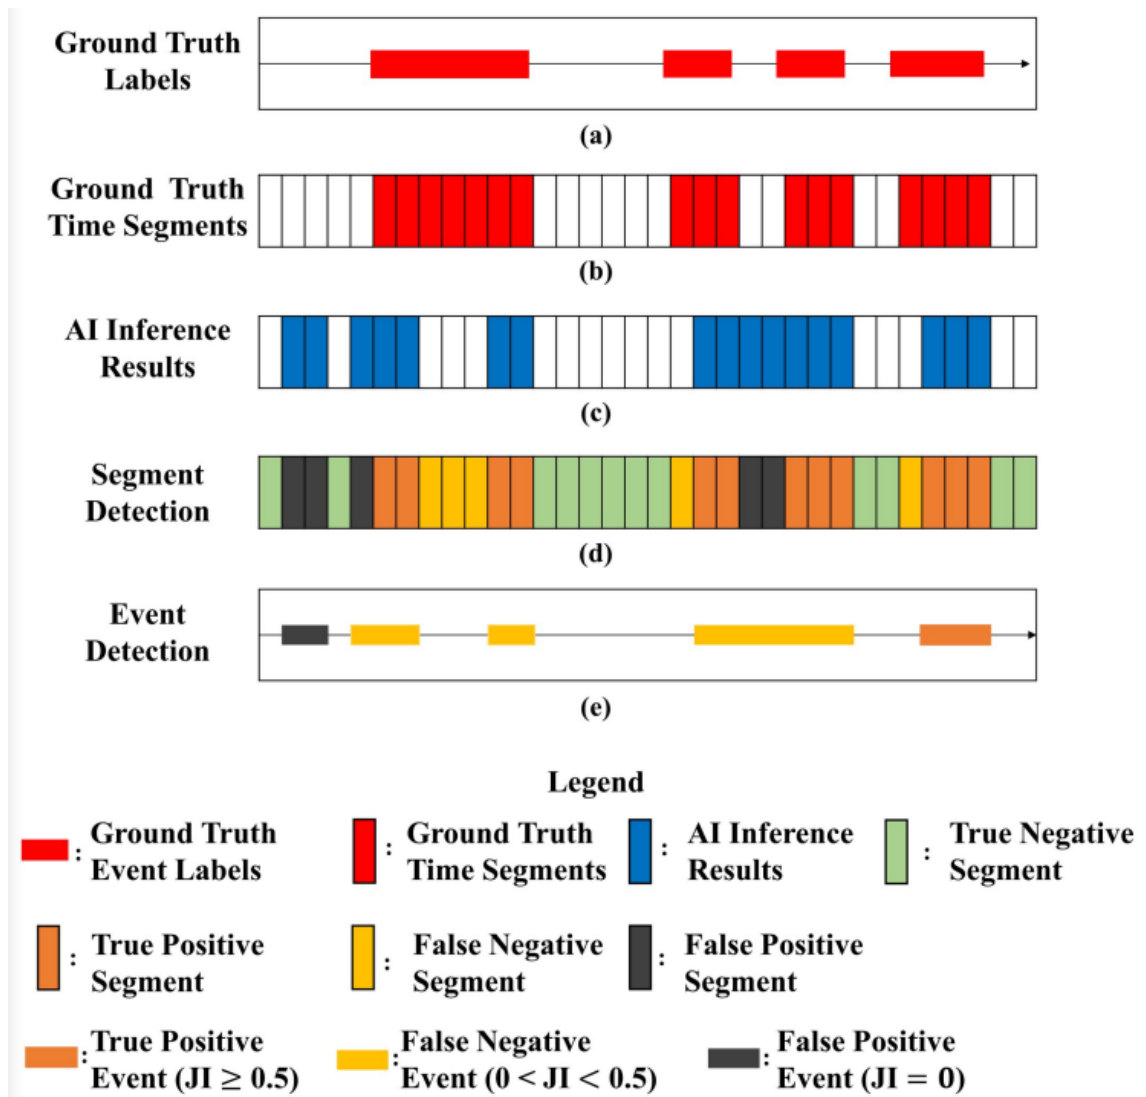 Ground Truth
Labels
(a)
Ground Truth
Time Segments
(b)
AI Inference
Results
(c)
Segment
Detection
(d)
Event
Detection
(e)
Legend
: Ground Truth
Event Labels
: Ground Truth
Time Segments
: AI Inference
Results
: True Negative
Segment
: True Positive
Segment
: False Negative
Segment
: False Positive
Segment
: True Positive
Event (JI ≥ 0.5)
: False Negative
Event (0 < JI < 0.5)
: False Positive
Event (JI = 0)